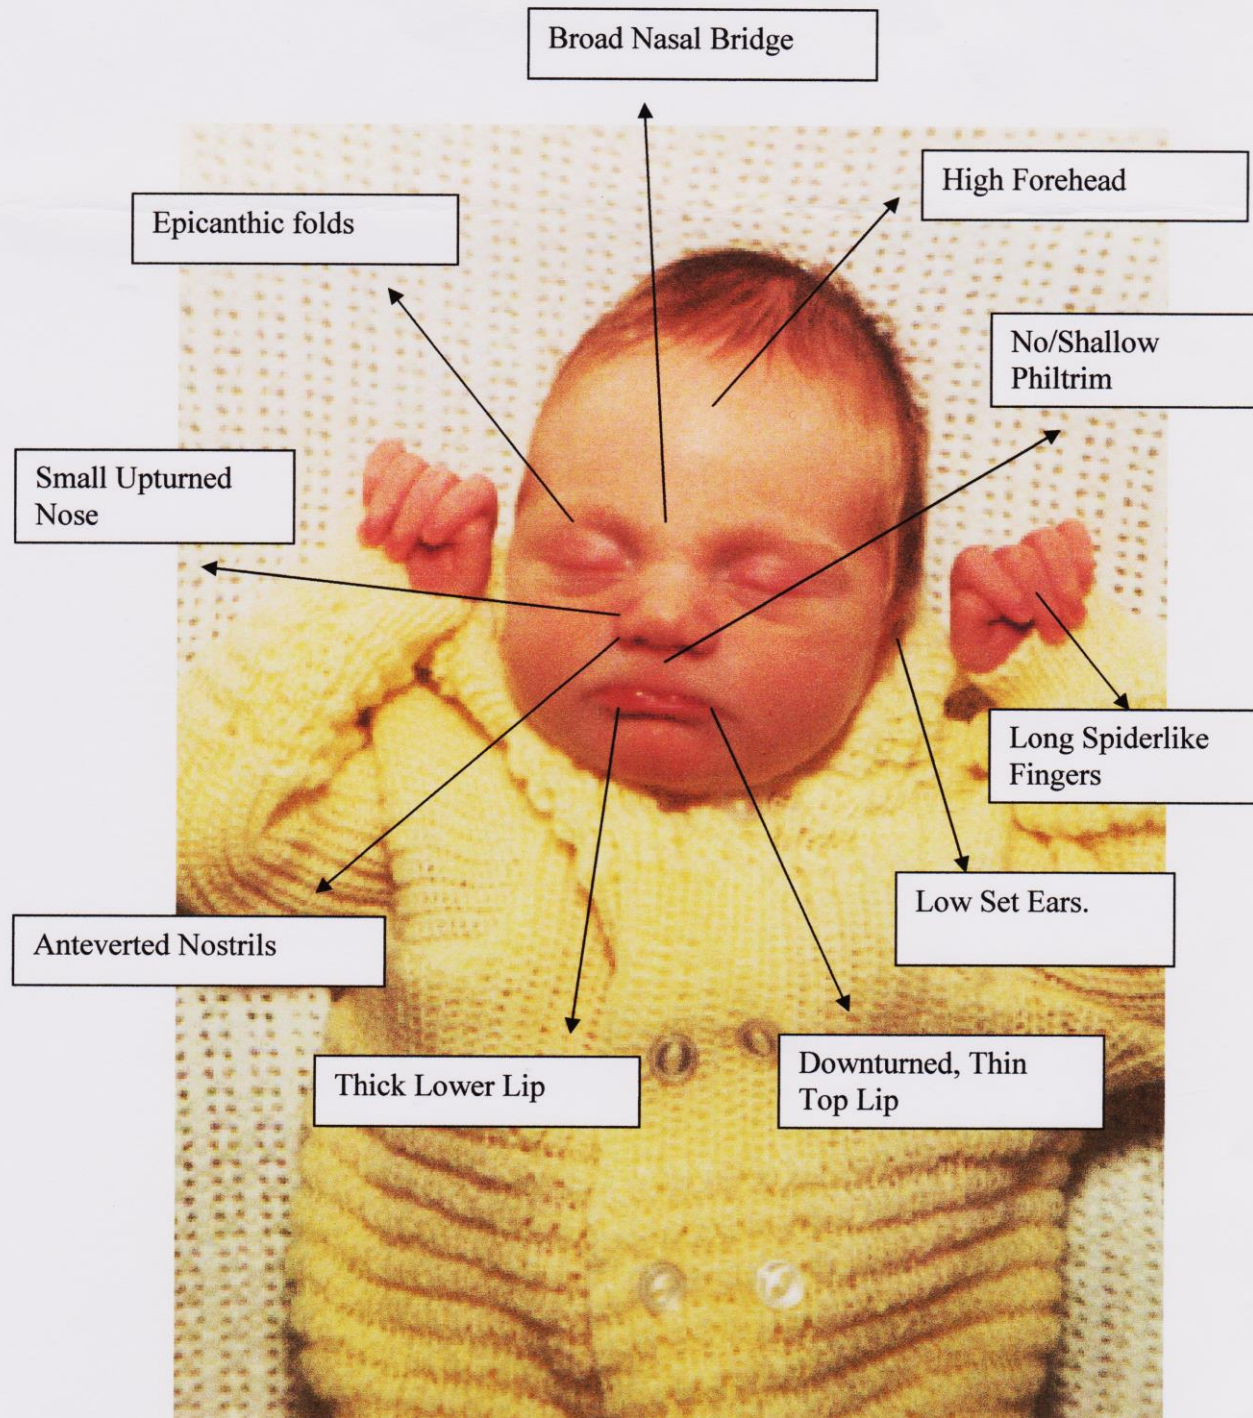 Broad Nasal Bridge
High Forehead
Epicanthic folds
No/Shallow
Philtrim
Small Upturned
Nose
Long Spiderlike
Fingers
Low Set Ears.
Anteverted Nostrils
Thick Lower Lip
Downturned, Thin
Top Lip